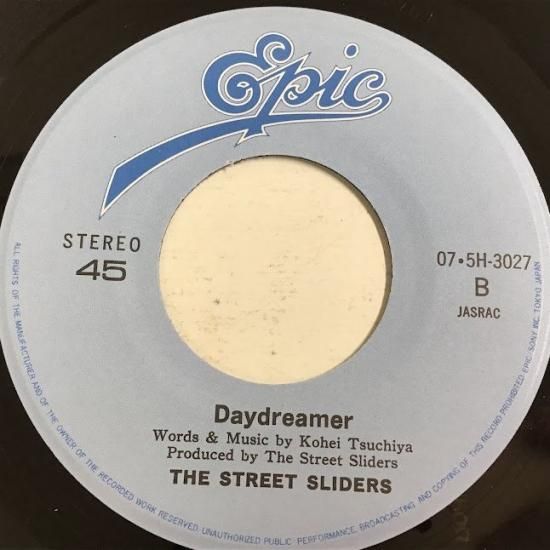 Epic
STEREO
45
07•5H-3027
B
JASRAC
Daydreamer
Words & Music by Kohei Tsuchiya
Produced by The Street Sliders
THE STREET SLIDERS
ALL RIGHTS OF THE MANUFACTURER AND OF THE OWNER OF THE RECORDED WORK RESERVED. UNAUTHORIZED PUBLIC PERFORMANCE, BROADCASTING AND COPYING OF THIS RECORD PROHIBITED. EPIC SONY INC. TOKYO JAPAN